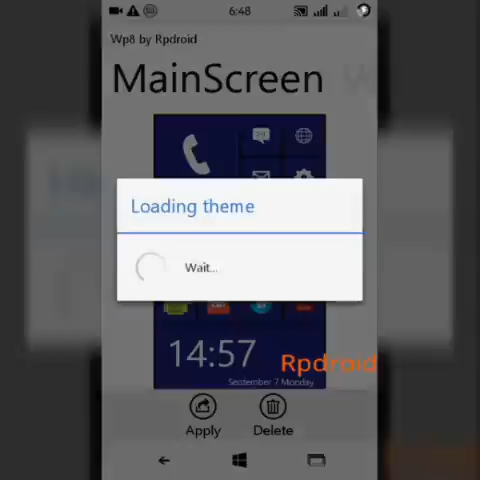 6:48
Wp8 by Rpdroid
MainScreen
Loading theme
Wait...
14:57
Rpdroid
September 7 Monday
Apply
Delete